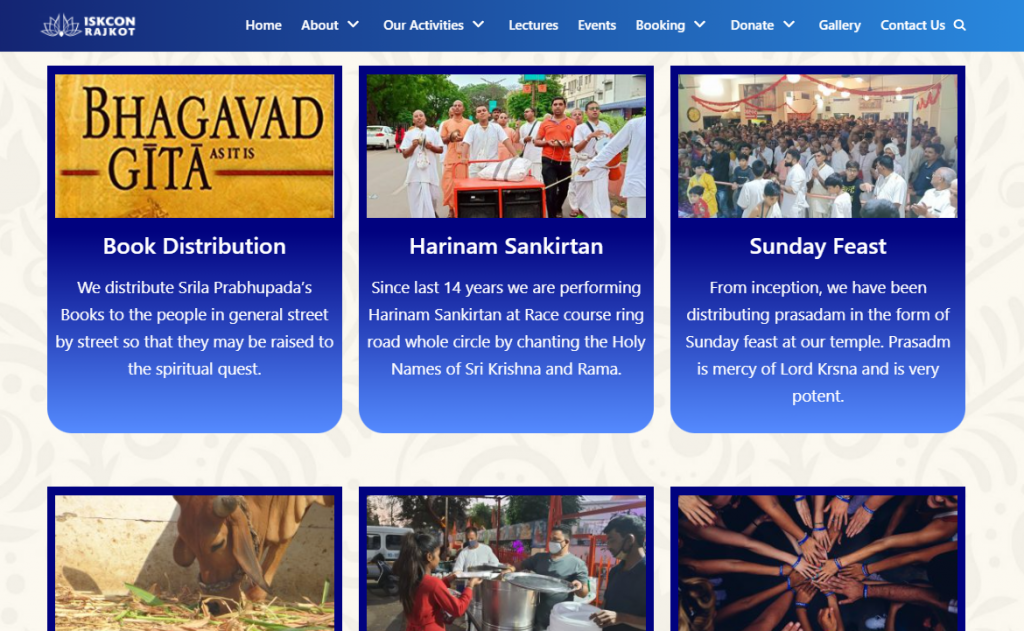 ISKCON
RAJKOT
Home About Our Activities Lectures Events Booking Donate Gallery Contact Us
BHAGAVAD
GĪTĀ AS IT IS
Book Distribution
We distribute Srila Prabhupada’s
Books to the people in general street
by street so that they may be raised to
the spiritual quest.
Harinam Sankirtan
Since last 14 years we are performing
Harinam Sankirtan at Race course ring
road whole circle by chanting the Holy
Names of Sri Krishna and Rama.
Sunday Feast
From inception, we have been
distributing prasadam in the form of
Sunday feast at our temple. Prasadm
is mercy of Lord Krsna and is very
potent.